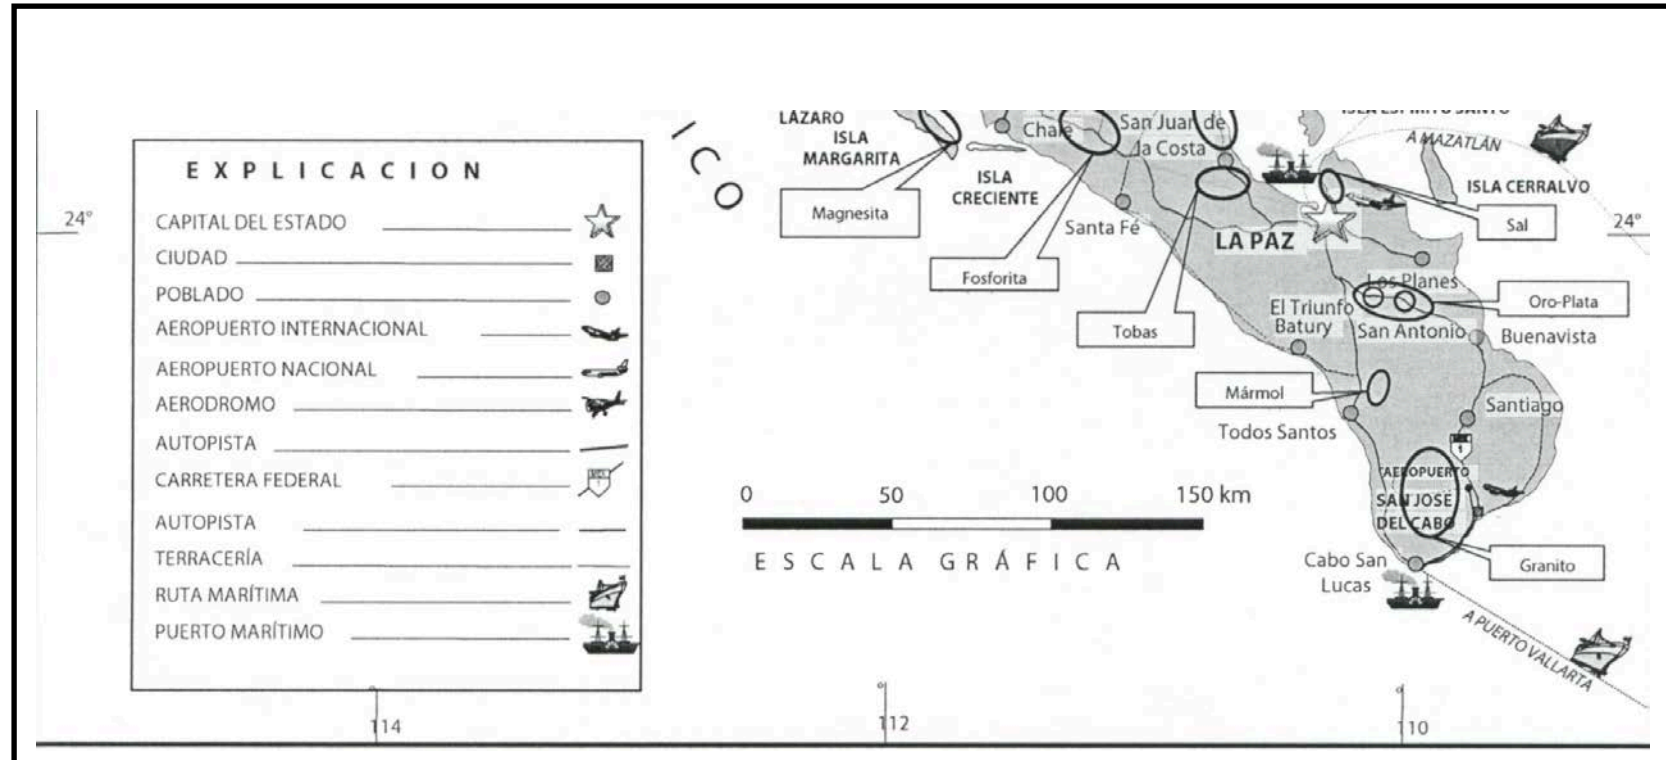 EXPLICACION
CAPITAL DEL ESTADO
CIUDAD
POBLADO
AEROPUERTO INTERNACIONAL
AEROPUERTO NACIONAL
AERODROMO
AUTOPISTA
CARRETERA FEDERAL
AUTOPISTA
TERRACERÍA
RUTA MARÍTIMA
PUERTO MARÍTIMO
24°
ICO
LÁZARO
ISLA
MARGARITA
Magnesita
Chale
ISLA
CRECIENTE
San Juan de
la Costa
Santa Fé
Fosforita
Tobas
LA PAZ
A MAZATLÁN
ISLA CERRALVO
Sal
24°
Los Planes
Oro-Plata
El Triunfo
Batury
San Antonio
Buenavista
Mármol
Todos Santos
Santiago
1
AEROPUERTO
SAN JOSÉ
DEL CABO
Granito
Cabo San
Lucas
A PUERTO VALLARTA
0 50 100 150 km
ESCALA GRÁFICA
114
112
110